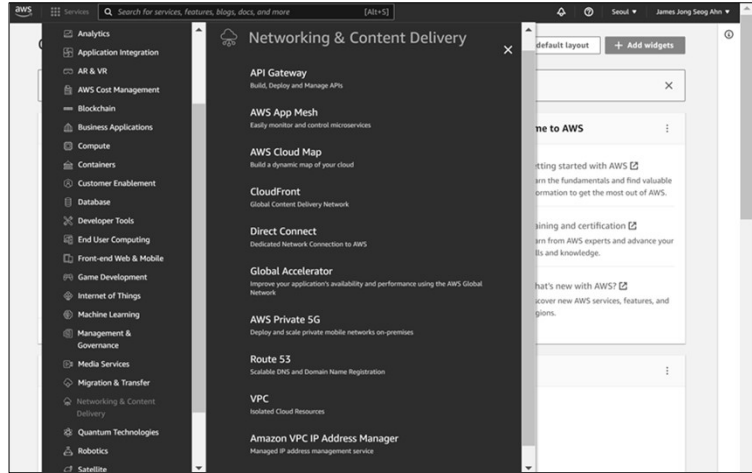 aws
Services
Search for services, features, blogs, docs, and more
[Alt+S]
Seoul
James Jong Seog Ahn
Analytics
Application Integration
AR & VR
AWS Cost Management
Blockchain
Business Applications
Compute
Containers
Customer Enablement
Database
Developer Tools
End User Computing
Front-end Web & Mobile
Game Development
Internet of Things
Machine Learning
Management &
Governance
Media Services
Migration & Transfer
Networking & Content
Delivery
Quantum Technologies
Robotics
Satellite
Networking & Content Delivery
API Gateway
Build, Deploy and Manage APIs
AWS App Mesh
Easily monitor and control microservices
AWS Cloud Map
Build a dynamic map of your cloud
CloudFront
Global Content Delivery Network
Direct Connect
Dedicated Network Connection to AWS
Global Accelerator
Improve your application's availability and performance using the AWS Global
Network
AWS Private 5G
Deploy and scale private mobile networks on-premises
Route 53
Scalable DNS and Domain Name Registration
VPC
Isolated Cloud Resources
Amazon VPC IP Address Manager
Managed IP address management service
default layout
+ Add widgets
me to AWS
tting started with AWS
arn the fundamentals and find valuable
ormation to get the most out of AWS.
aining and certification
arn from AWS experts and advance your
lls and knowledge.
hat's new with AWS?
scover new AWS services, features, and
gions.